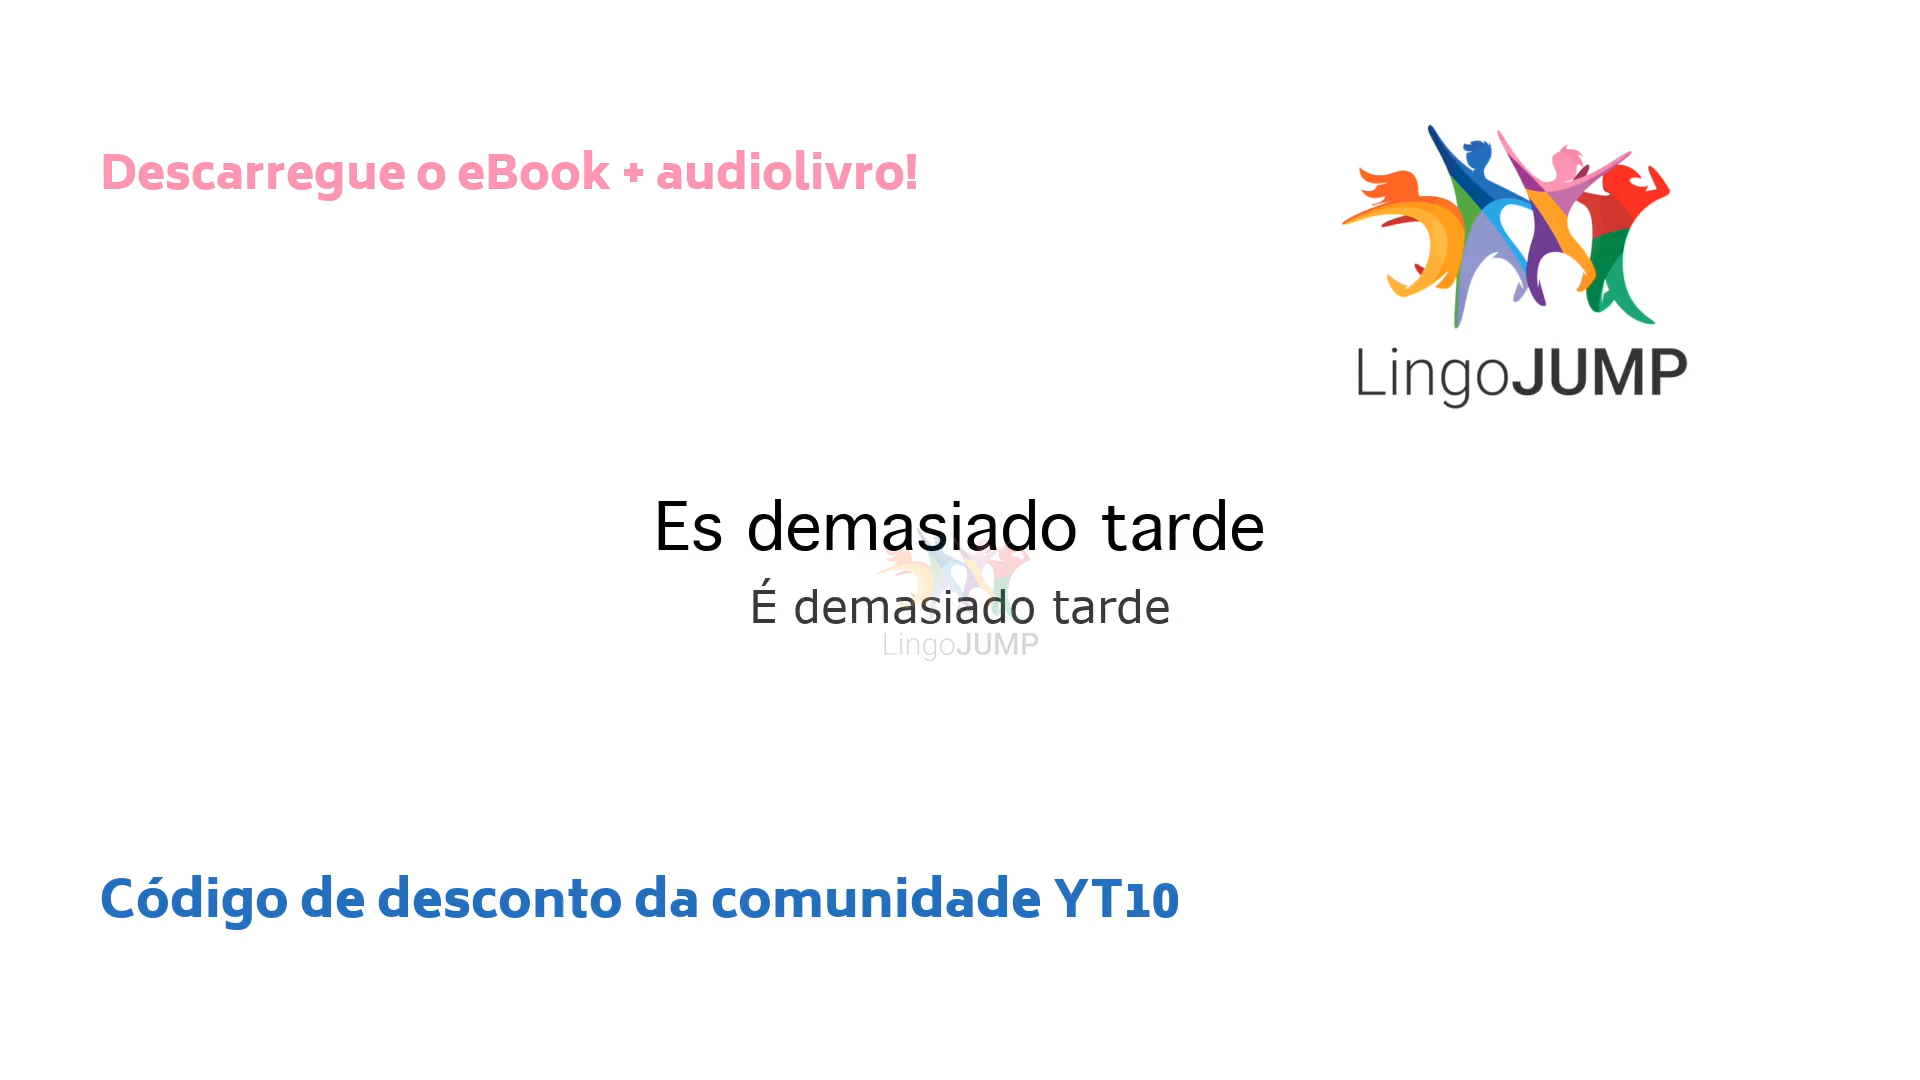 Descarregue o eBook + audiolivro!
LingoJUMP
Es demasiado tarde
É demasiado tarde
LingoJUMP
Código de desconto da comunidade YT10